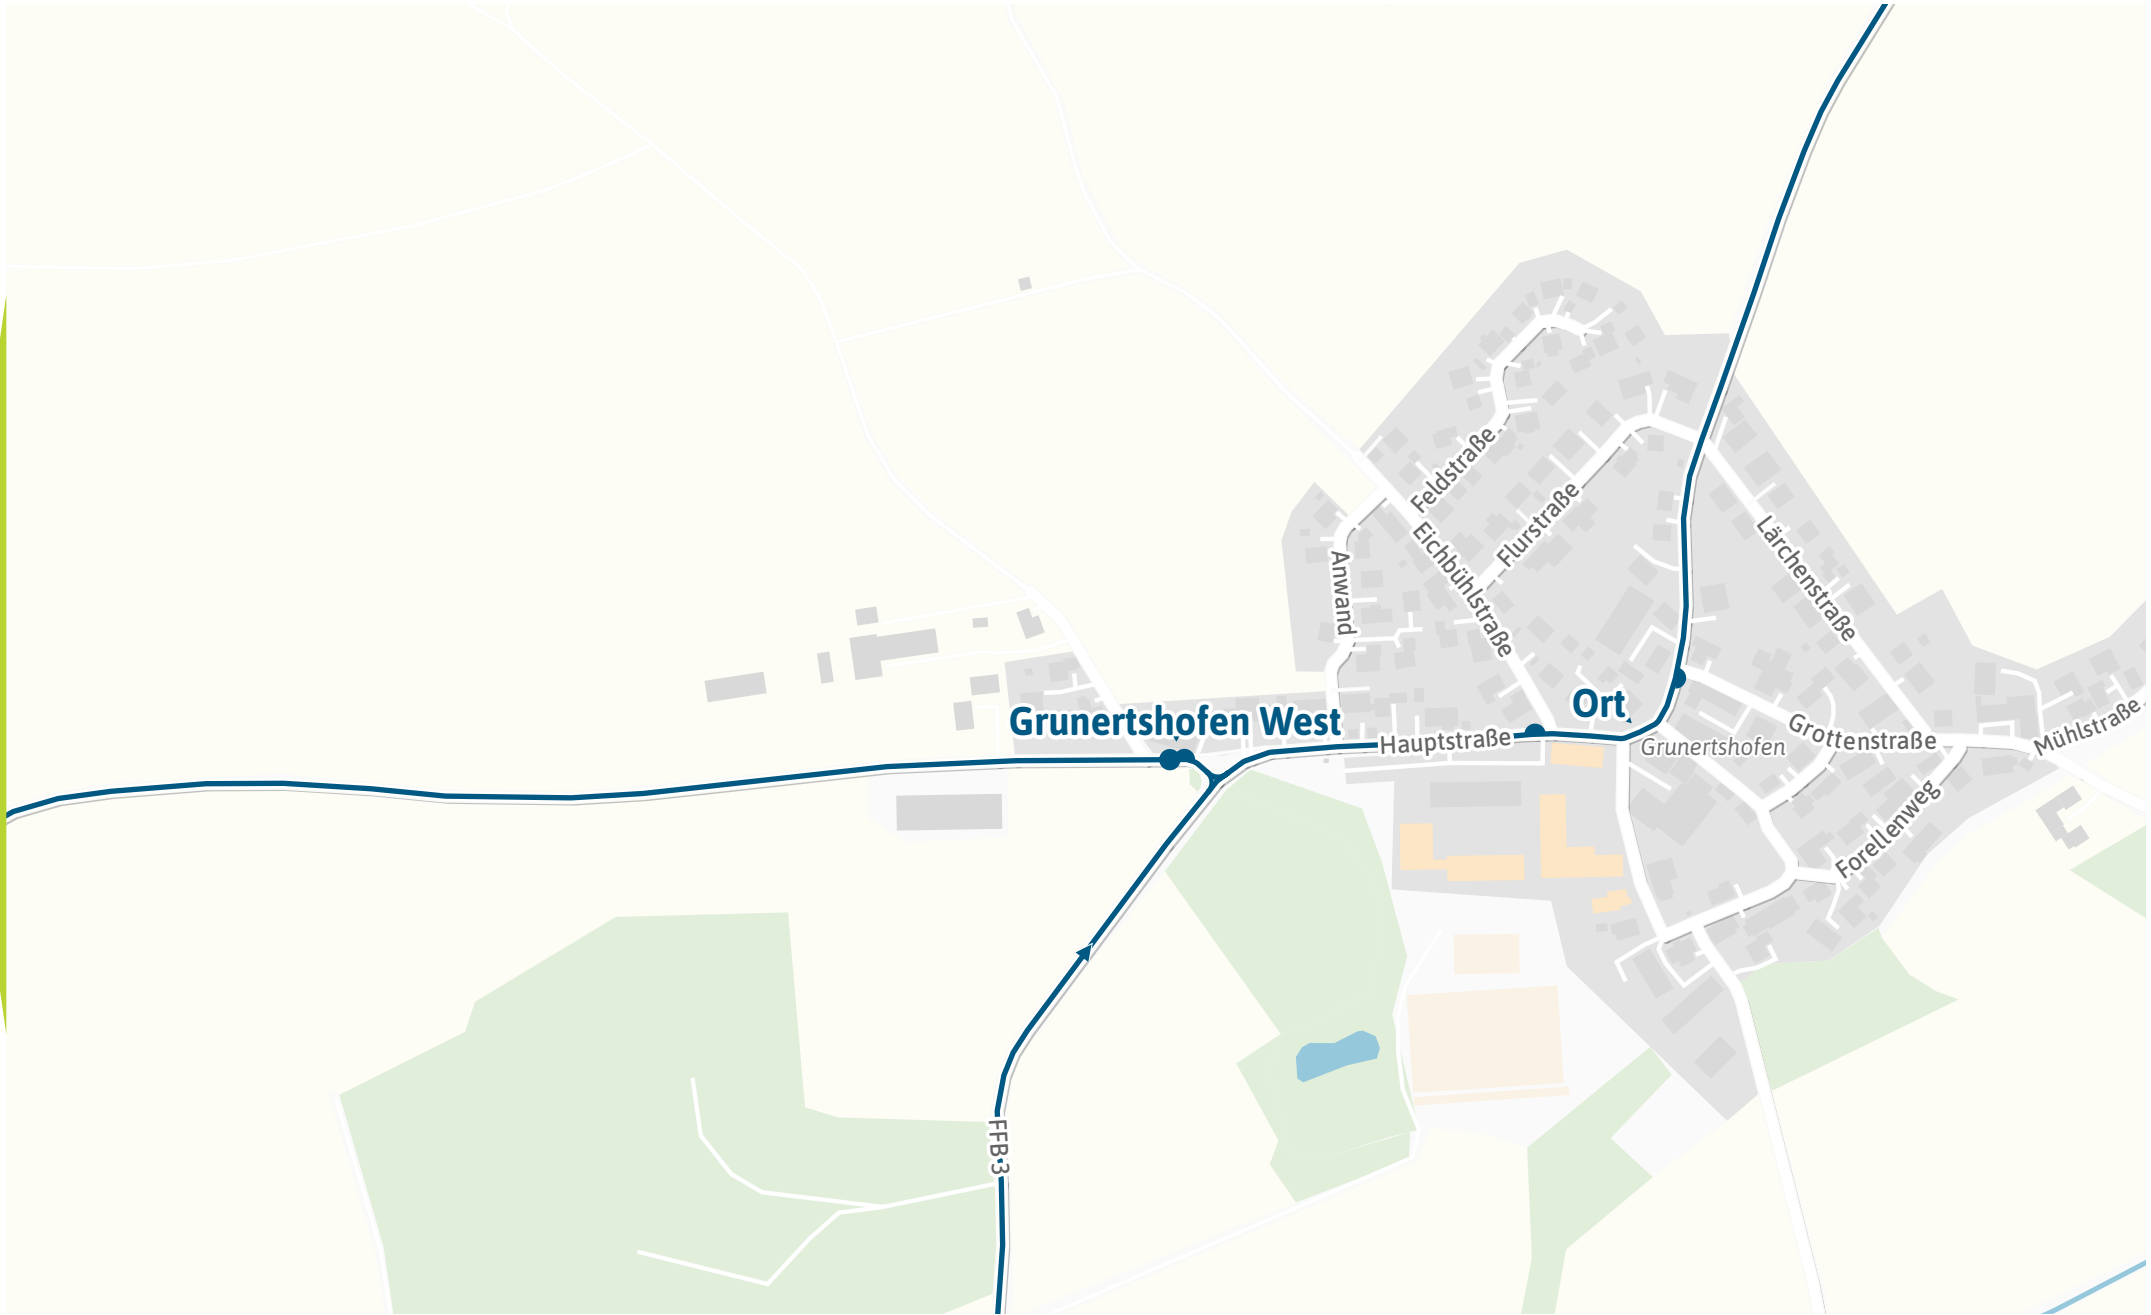 Feldstraße
Flurstraße
Eichbühlstraße
Anwand
Lärchenstraße
Ort
Grunertshofen West
Hauptstraße
Grunertshofen
Grottenstraße
Mühlstraße
Forellenweg
FFB 3